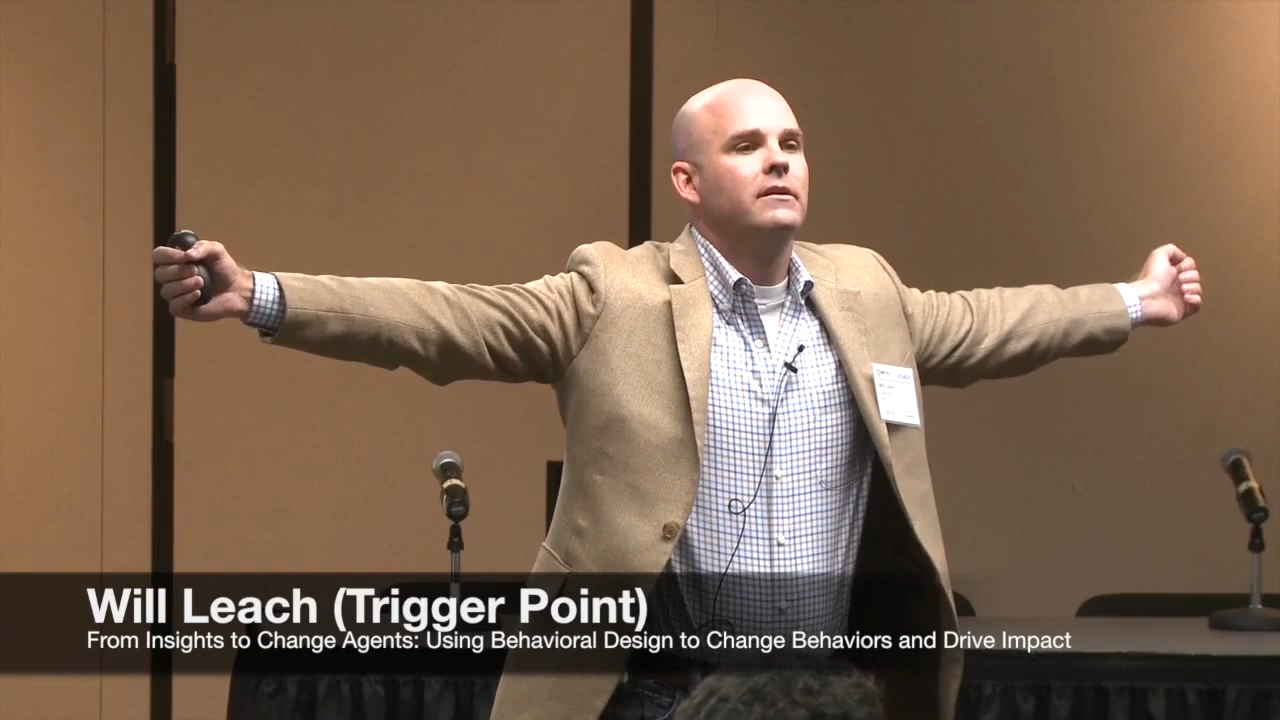 Will Leach (Trigger Point)
From Insights to Change Agents: Using Behavioral Design to Change Behaviors and Drive Impact